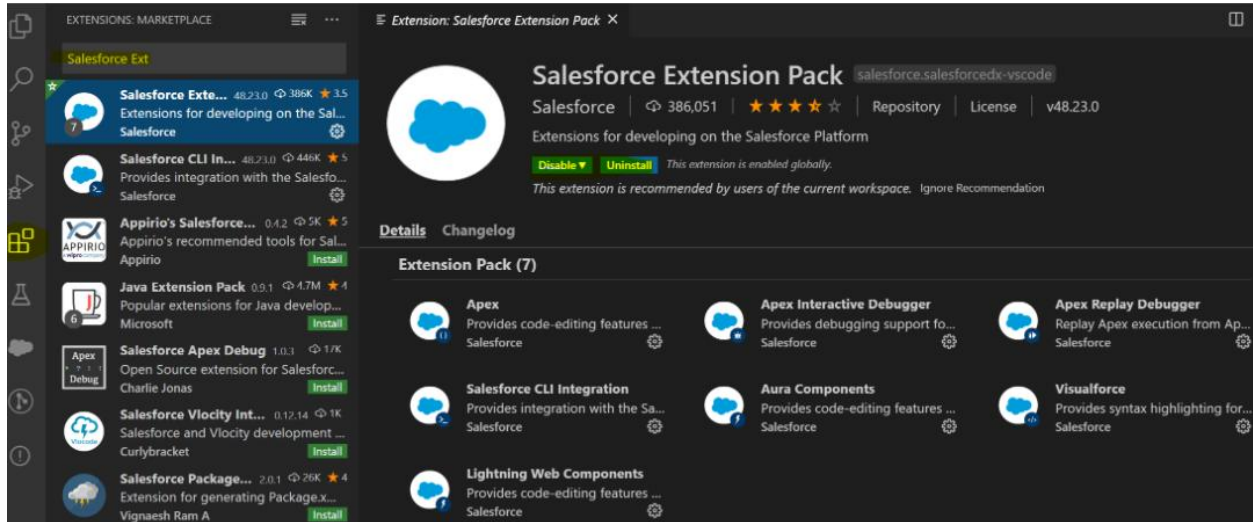 EXTENSIONS: MARKETPLACE
Salesforce Ext
Salesforce Exte... 48.23.0 386K ★ 3.5
Extensions for developing on the Sal...
Salesforce
7
Salesforce CLI In... 48.23.0 446K ★ 5
Provides integration with the Salesfo...
Salesforce
Appirio's Salesforce... 0.4.2 5K ★ 5
Appirio's recommended tools for Sal...
Appirio Install
APPIRIO
Java Extension Pack 0.9.1 4.7M ★ 4
Popular extensions for Java develop...
Microsoft Install
6
Salesforce Apex Debug 1.0.3 17K
Open Source extension for Salesforc...
Charlie Jonas Install
Apex
Debug
Salesforce Vlocity Int... 0.12.14 1K
Salesforce and Vlocity development ...
Curlybracket Install
Vlocode
Salesforce Package... 2.0.1 26K ★ 4
Extension for generating Package.x...
Vignaesh Ram A Install
Extension: Salesforce Extension Pack
Salesforce Extension Pack salesforce.salesforcedx-vscode
Salesforce 386,051 Repository License v48.23.0
Extensions for developing on the Salesforce Platform
Disable Uninstall This extension is enabled globally.
This extension is recommended by users of the current workspace. Ignore Recommendation
Details Changelog
Extension Pack (7)
Apex
Provides code-editing features ...
Salesforce
Apex Interactive Debugger
Provides debugging support fo...
Salesforce
Apex Replay Debugger
Replay Apex execution from Ap...
Salesforce
Salesforce CLI Integration
Provides integration with the Sa...
Salesforce
Aura Components
Provides code-editing features ...
Salesforce
Visualforce
Provides syntax highlighting for...
Salesforce
Lightning Web Components
Provides code-editing features ...
Salesforce